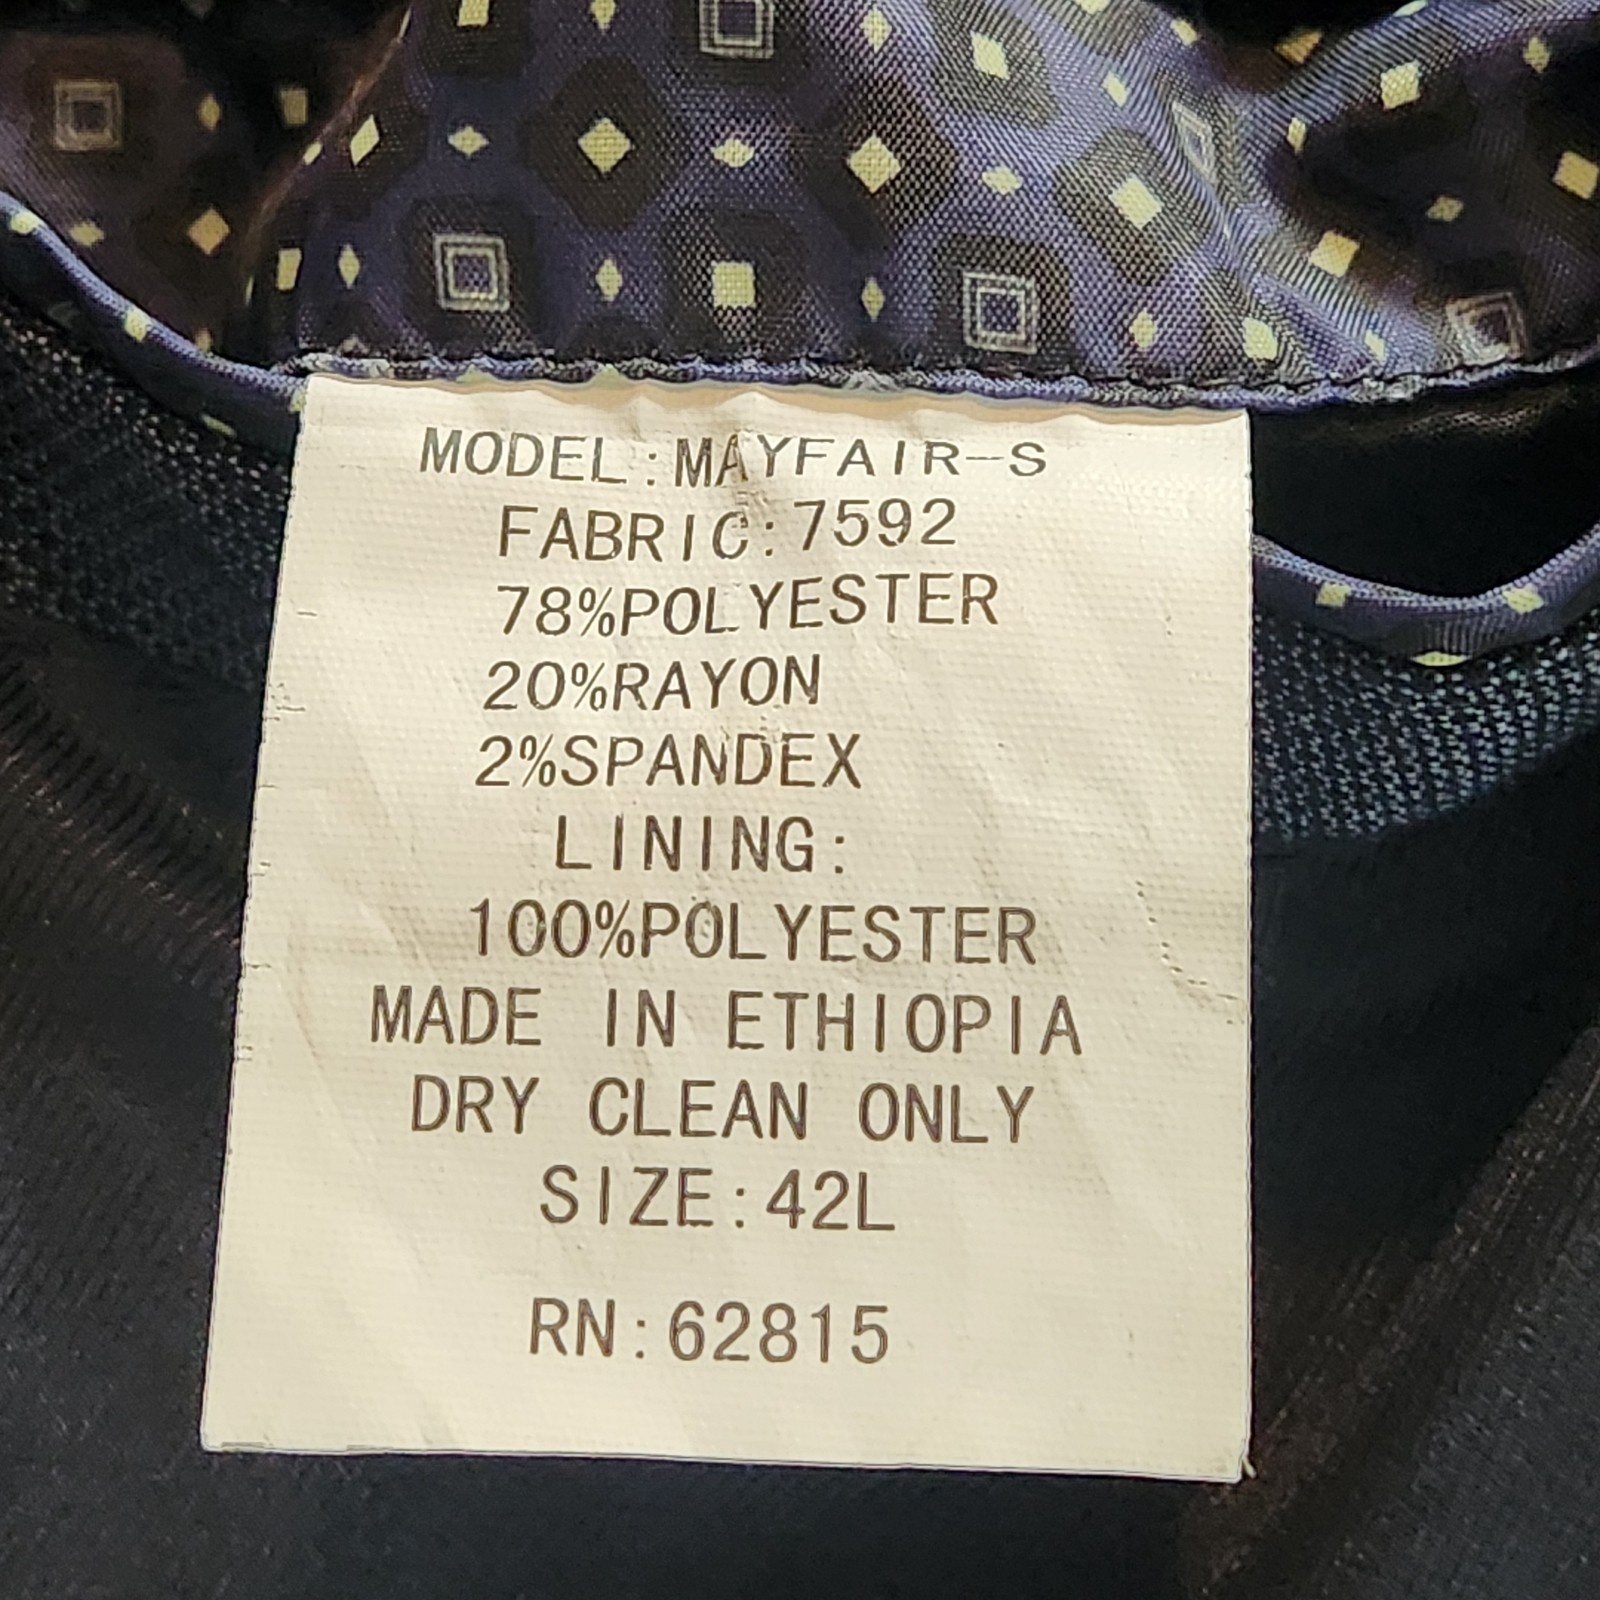 MODEL:MAYFAIR-S
FABRIC:7592
78%POLYESTER
20%RAYON
2%SPANDEX
LINING:
100%POLYESTER
MADE IN ETHIOPIA
DRY CLEAN ONLY
SIZE:42L
RN:62815